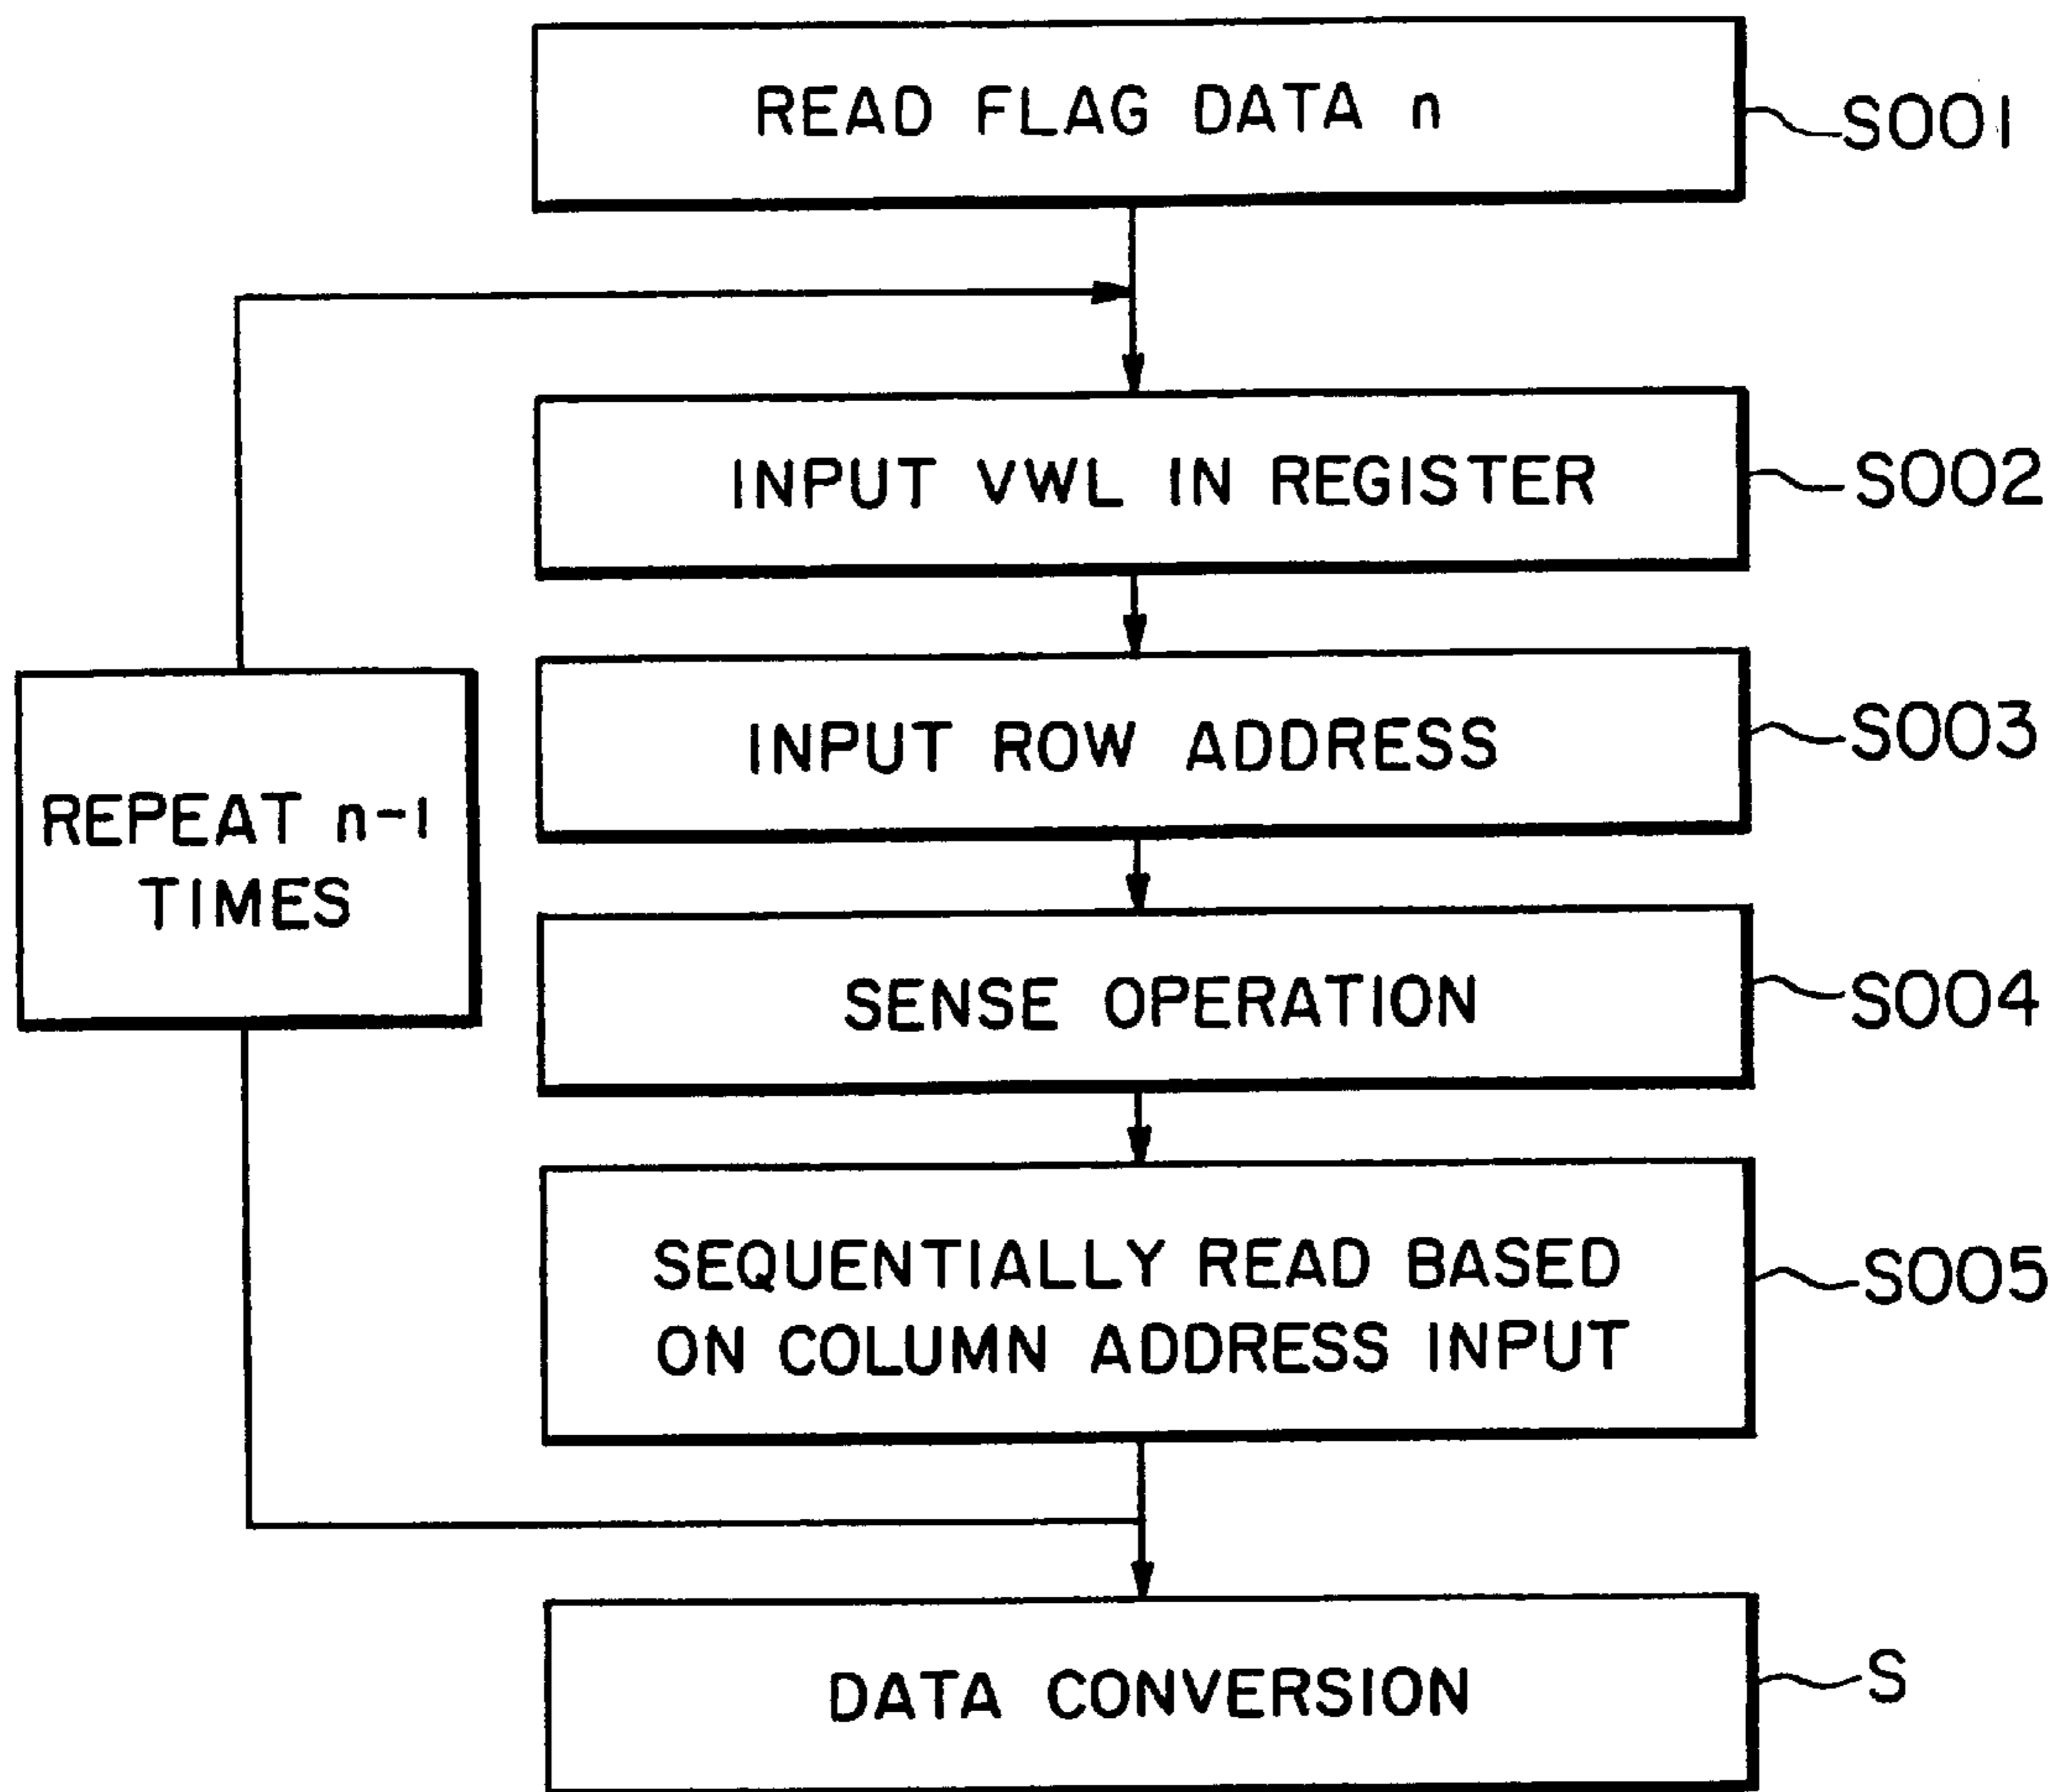 READ FLAG DATA n
S001
INPUT VWL IN REGISTER
S002
INPUT ROW ADDRESS
S003
REPEAT n-1
TIMES
SENSE OPERATION
S004
SEQUENTIALLY READ BASED
ON COLUMN ADDRESS INPUT
S005
DATA CONVERSION
S